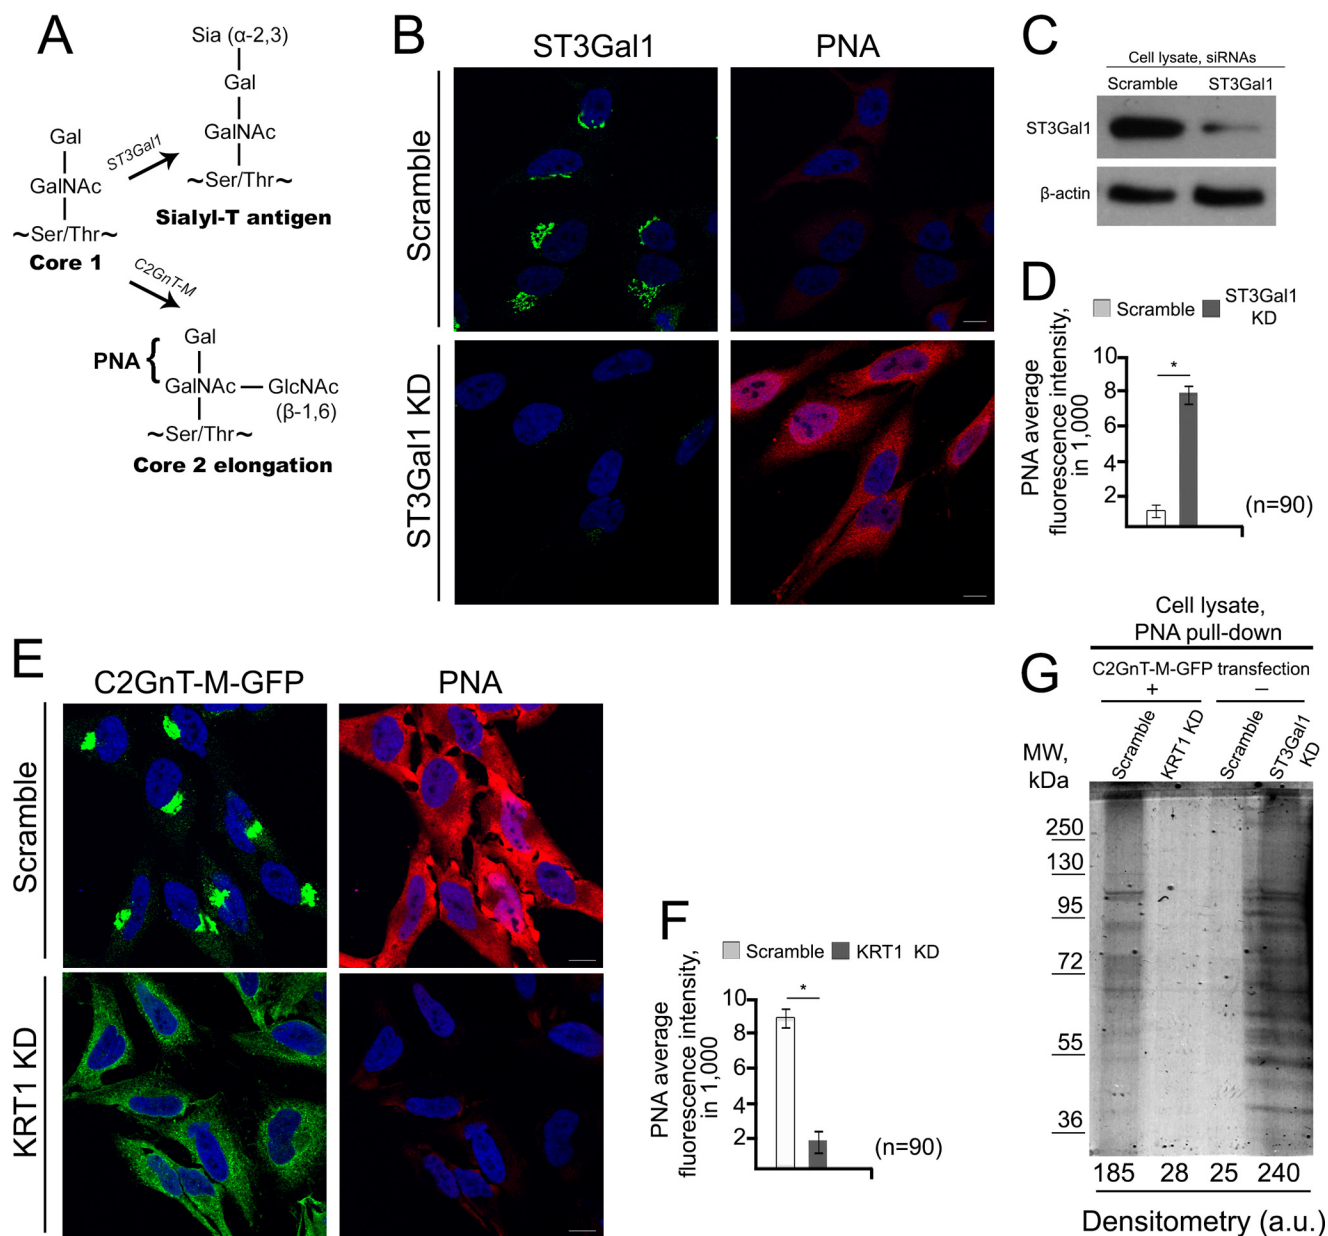 A
Sia (α-2,3)
Gal
GalNAc
~Ser/Thr~
Sialyl-T antigen
ST3Gal1
Gal
GalNAc
~Ser/Thr~
Core 1
C2GnT-M
Gal
PNA {
GalNAc — GlcNAc
(β-1,6)
~Ser/Thr~
Core 2 elongation
B
ST3Gal1 PNA
Scramble
ST3Gal1 KD
C
Cell lysate, siRNAs
Scramble ST3Gal1
ST3Gal1
β-actin
D
Scramble ST3Gal1
KD
PNA average
fluorescence intensity,
in 1,000
10
8
6
4
2
*
(n=90)
E
C2GnT-M-GFP PNA
Scramble
KRT1 KD
F
Scramble KRT1 KD
PNA average
fluorescence intensity,
in 1,000
10
8
6
4
2
*
(n=90)
G
Cell lysate,
PNA pull-down
C2GnT-M-GFP transfection
+ −
Scramble
KRT1 KD
Scramble
ST3Gal1
KD
MW,
kDa
250
130
95
72
55
36
185 28 25 240
Densitometry (a.u.)